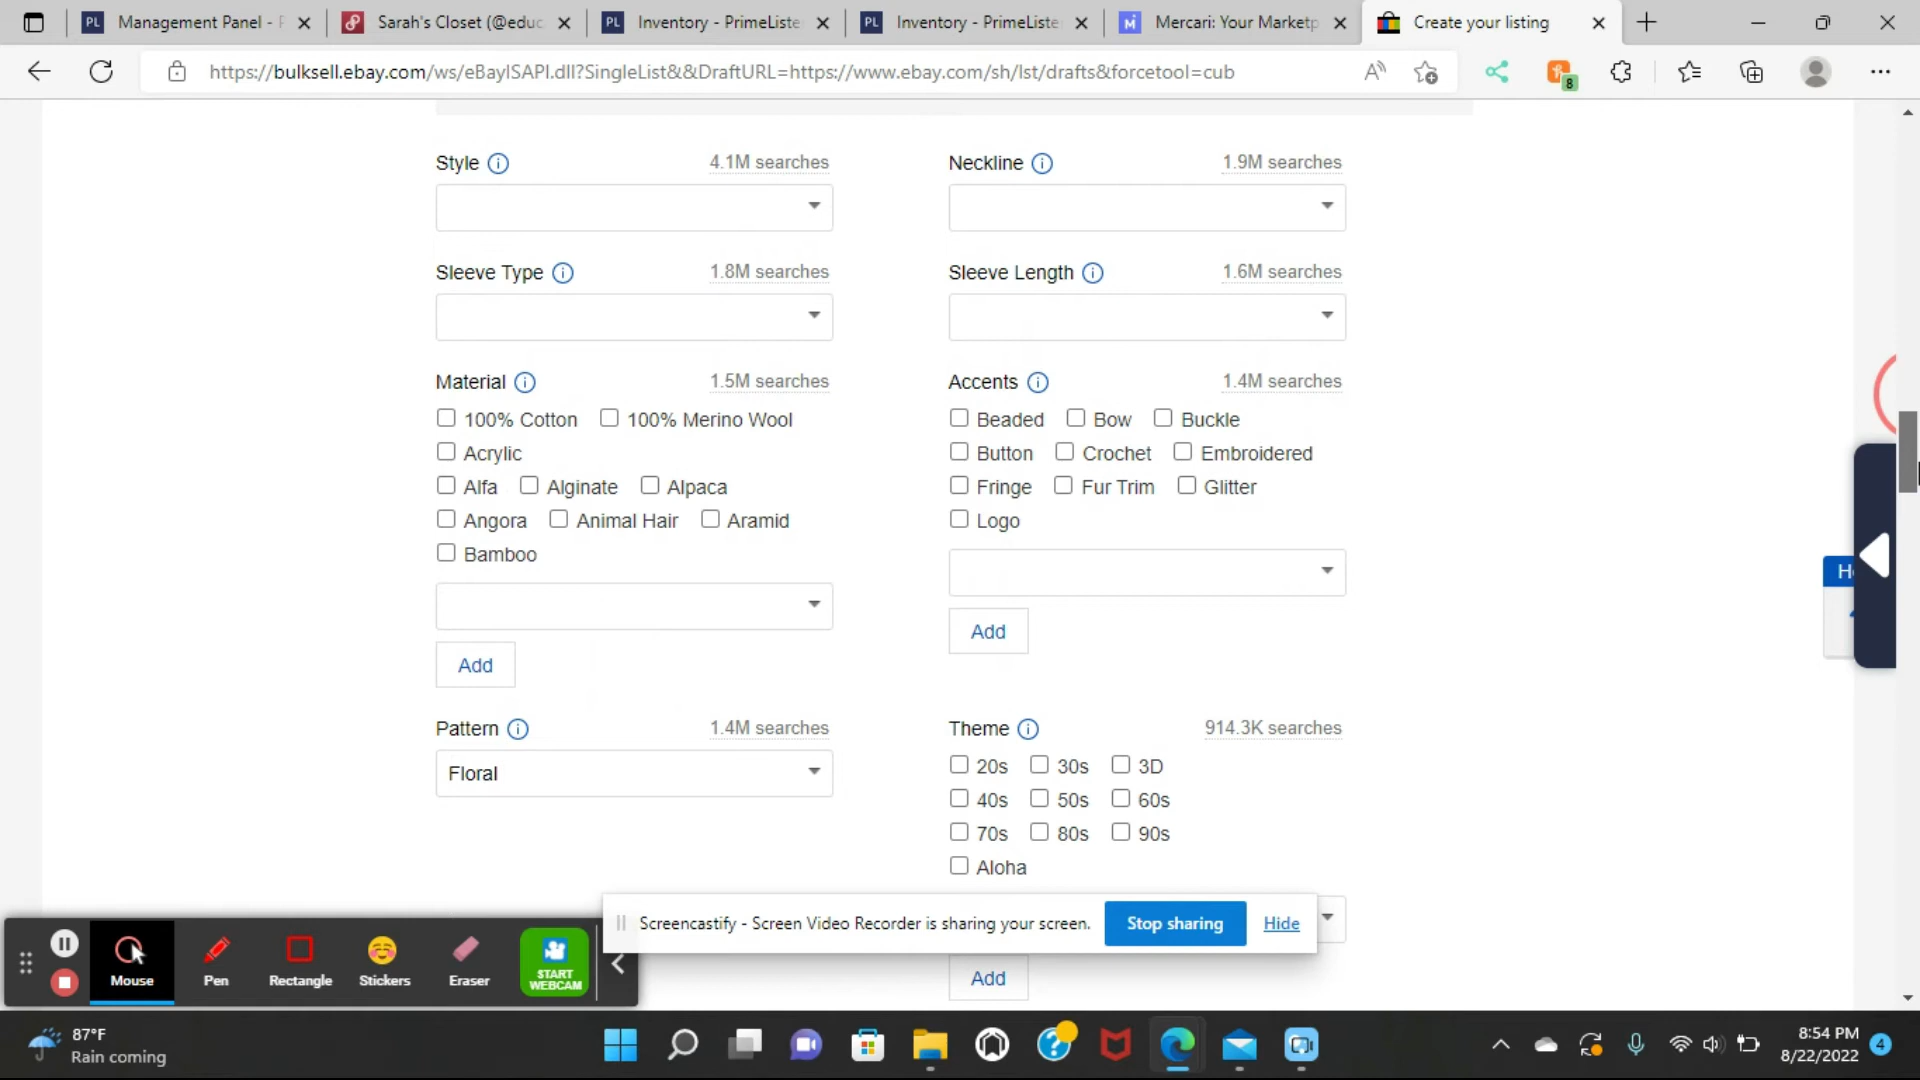 Management Panel - P
Sarah's Closet (@educ
PL Inventory - PrimeListe
PL Inventory - PrimeListe
Mercari: Your Marketp
Create your listing
https://bulksell.ebay.com/ws/eBayISAPI.dll?SingleList&&DraftURL=https://www.ebay.com/sh/lst/drafts&forcetool=cub
8
Style 4.1M searches
Neckline 1.9M searches
Sleeve Type 1.8M searches
Sleeve Length 1.6M searches
Material 1.5M searches
Accents 1.4M searches
100% Cotton 100% Merino Wool
Beaded Bow Buckle
Acrylic
Button Crochet Embroidered
Alfa Alginate Alpaca
Fringe Fur Trim Glitter
Angora Animal Hair Aramid
Logo
Bamboo
Add
Add
Pattern 1.4M searches
Theme 914.3K searches
Floral
20s 30s 3D
40s 50s 60s
70s 80s 90s
Aloha
Screencastify - Screen Video Recorder is sharing your screen. Stop sharing Hide
Mouse Pen Rectangle Stickers Eraser START
WEBCAM
Add
87°F
Rain coming
8:54 PM
8/22/2022
4